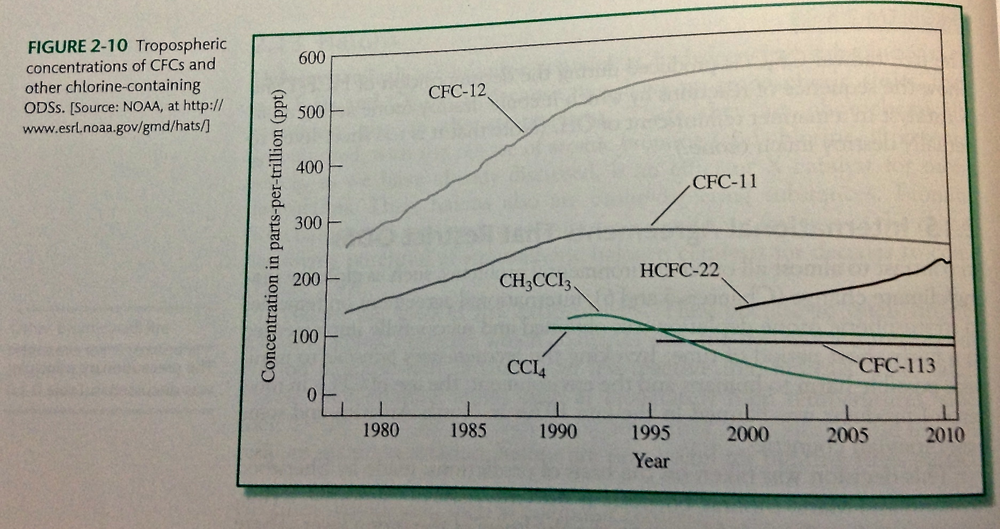 FIGURE 2-10 Tropospheric
concentrations of CFCs and
other chlorine-containing
ODSs. [Source: NOAA, at http://
www.esrl.noaa.gov/gmd/hats/]
Concentration in parts-per-trillion (ppt)
600
500
400
300
200
100
0
CFC-12
CFC-11
HCFC-22
CH₃CCl₃
CCl₄
CFC-113
1980 1985 1990 1995 2000 2005 2010
Year